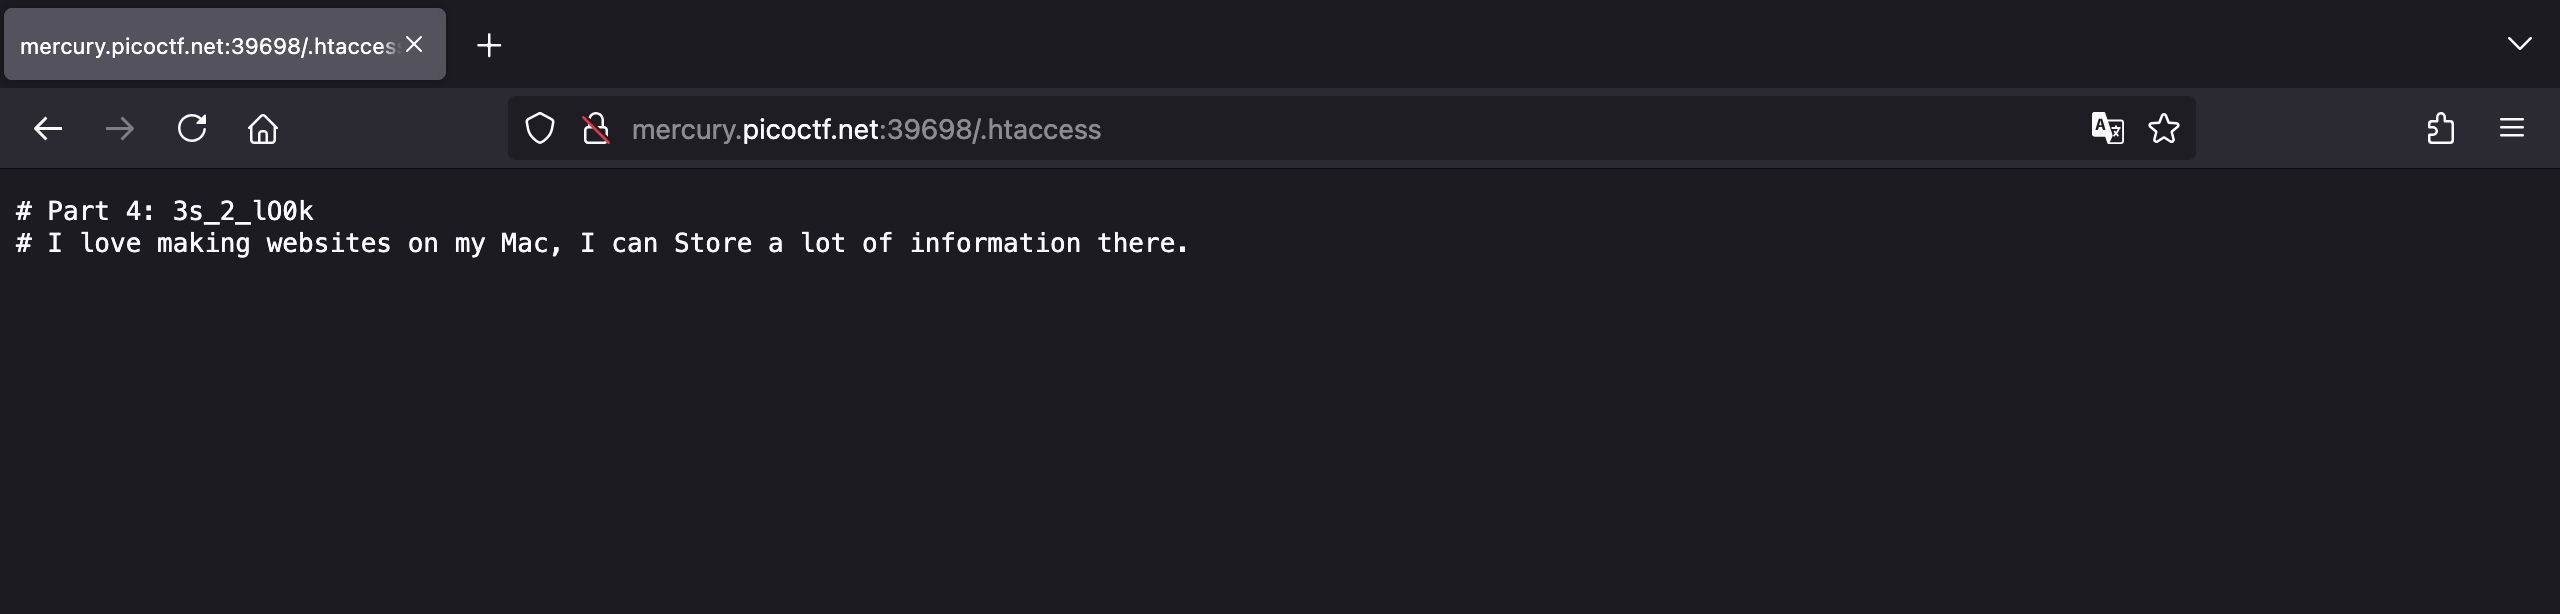 mercury.picoctf.net:39698/.htacces
mercury.picoctf.net:39698/.htaccess
# Part 4: 3s_2_lO0k
# I love making websites on my Mac, I can Store a lot of information there.